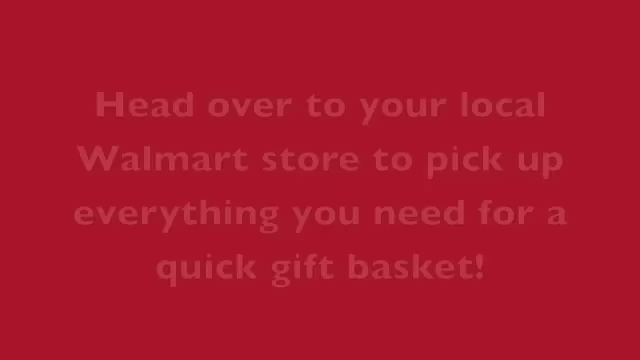 Head over to your local
Walmart store to pick up
everything you need for a
quick gift basket!